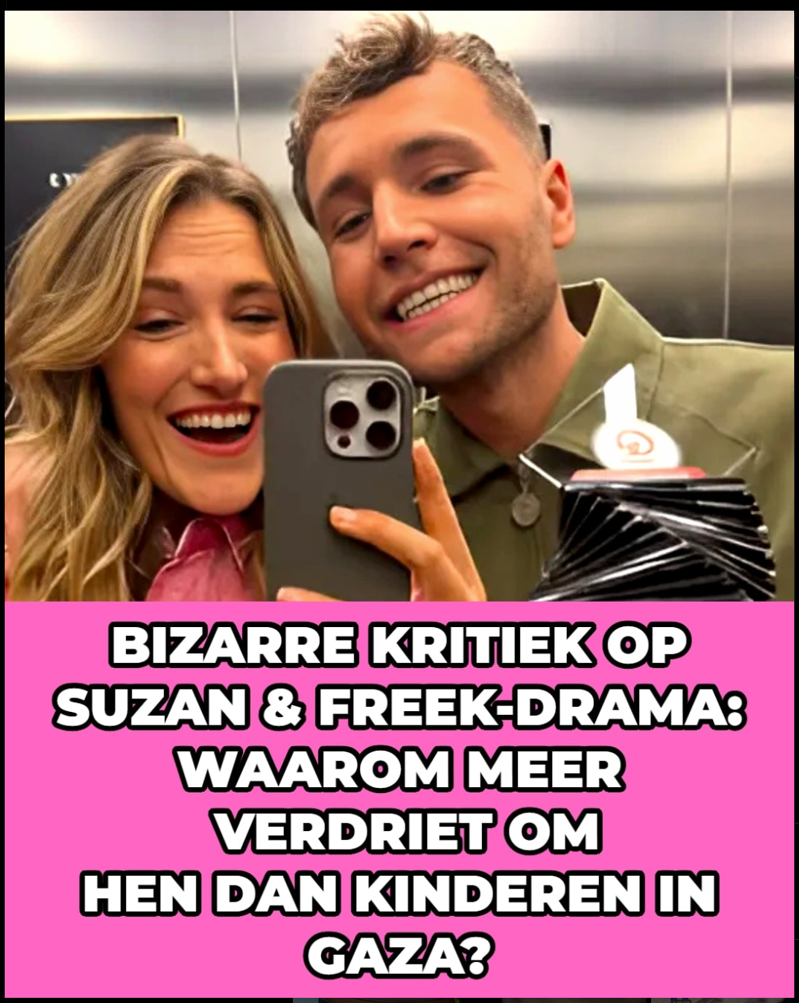 BIZARRE KRITIEK OP
SUZAN & FREEK-DRAMA:
WAAROM MEER
VERDRIET OM
HEN DAN KINDEREN IN
GAZA?